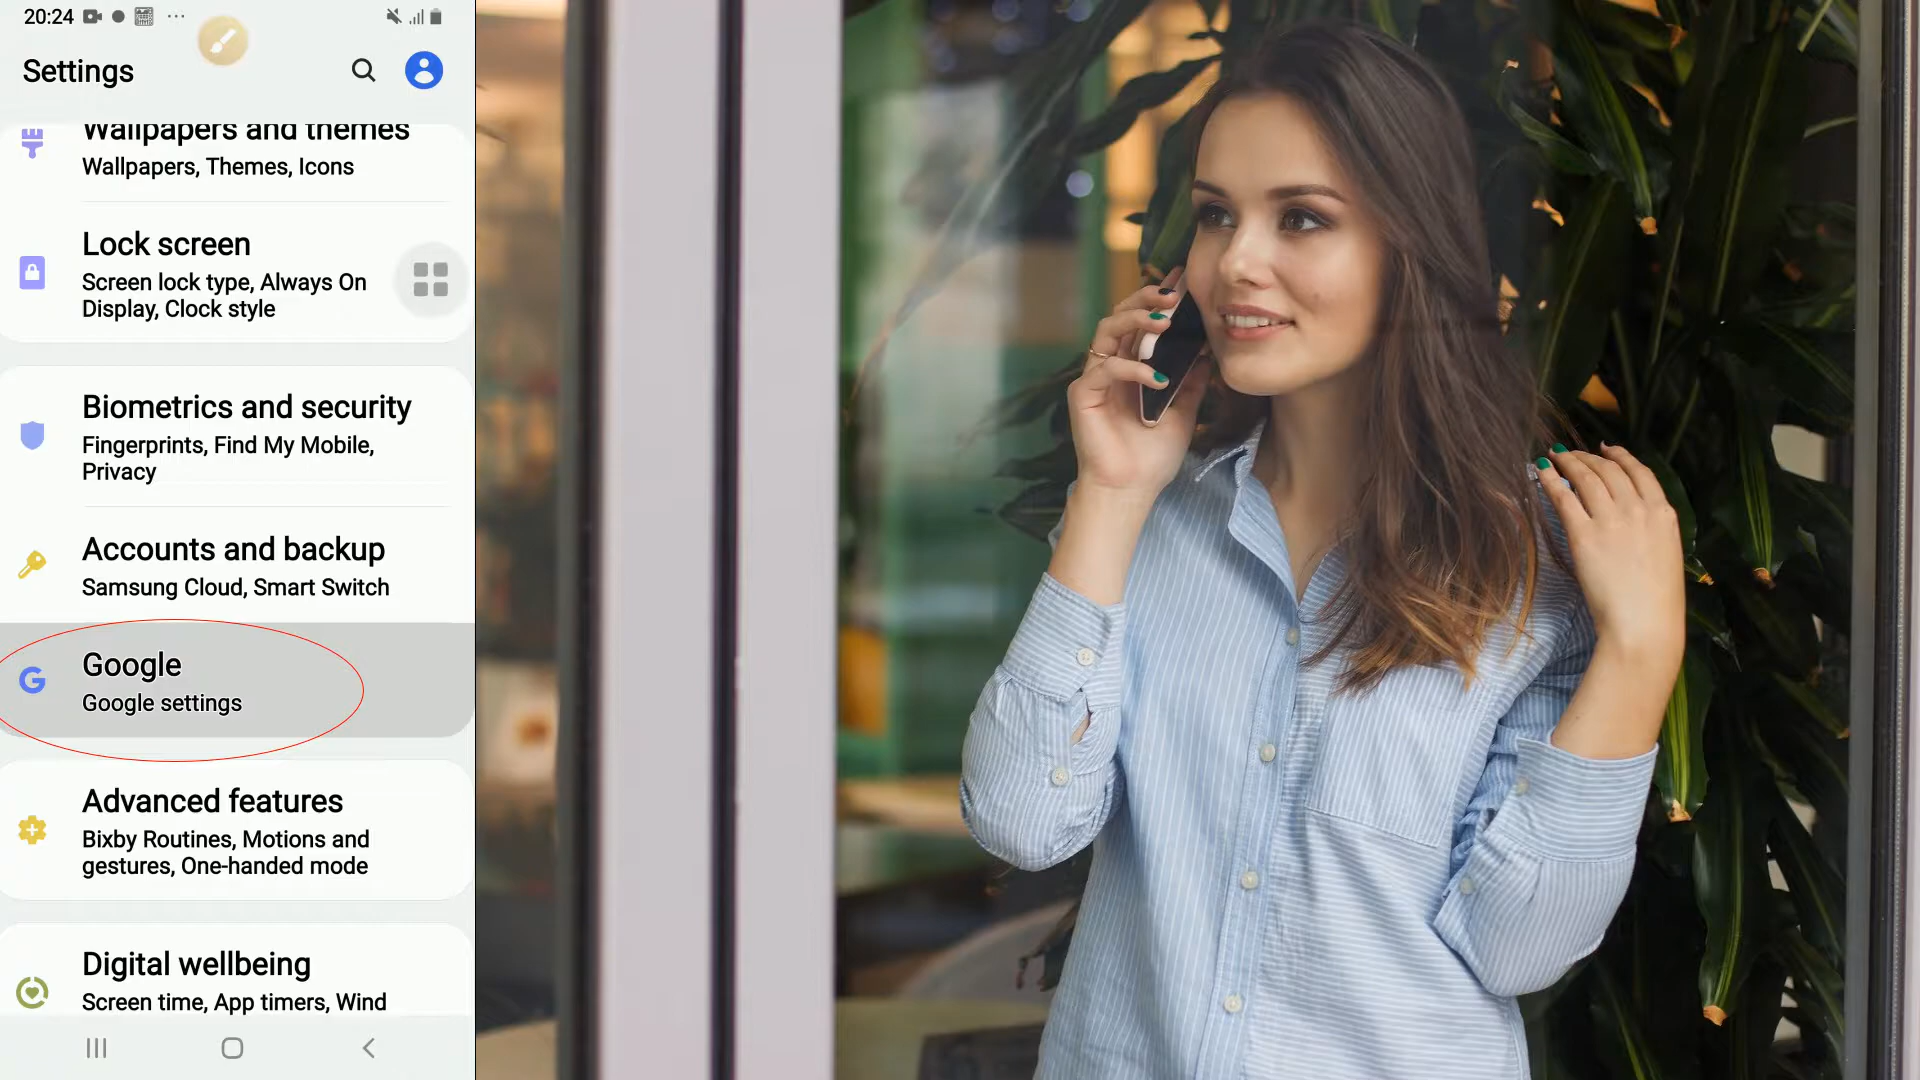 20:24
Settings
Wallpapers and themes
Wallpapers, Themes, Icons
Lock screen
Screen lock type, Always On
Display, Clock style
Biometrics and security
Fingerprints, Find My Mobile,
Privacy
Accounts and backup
Samsung Cloud, Smart Switch
Google
Google settings
Advanced features
Bixby Routines, Motions and
gestures, One-handed mode
Digital wellbeing
Screen time, App timers, Wind